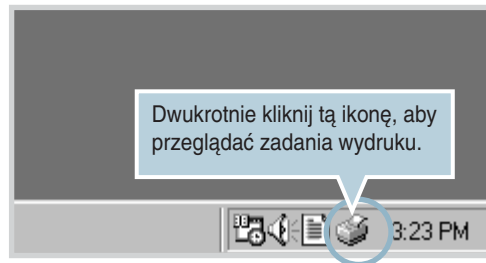 Dwukrotnie kliknij tą ikonę, aby
przeglądać zadania wydruku.
3:23 PM